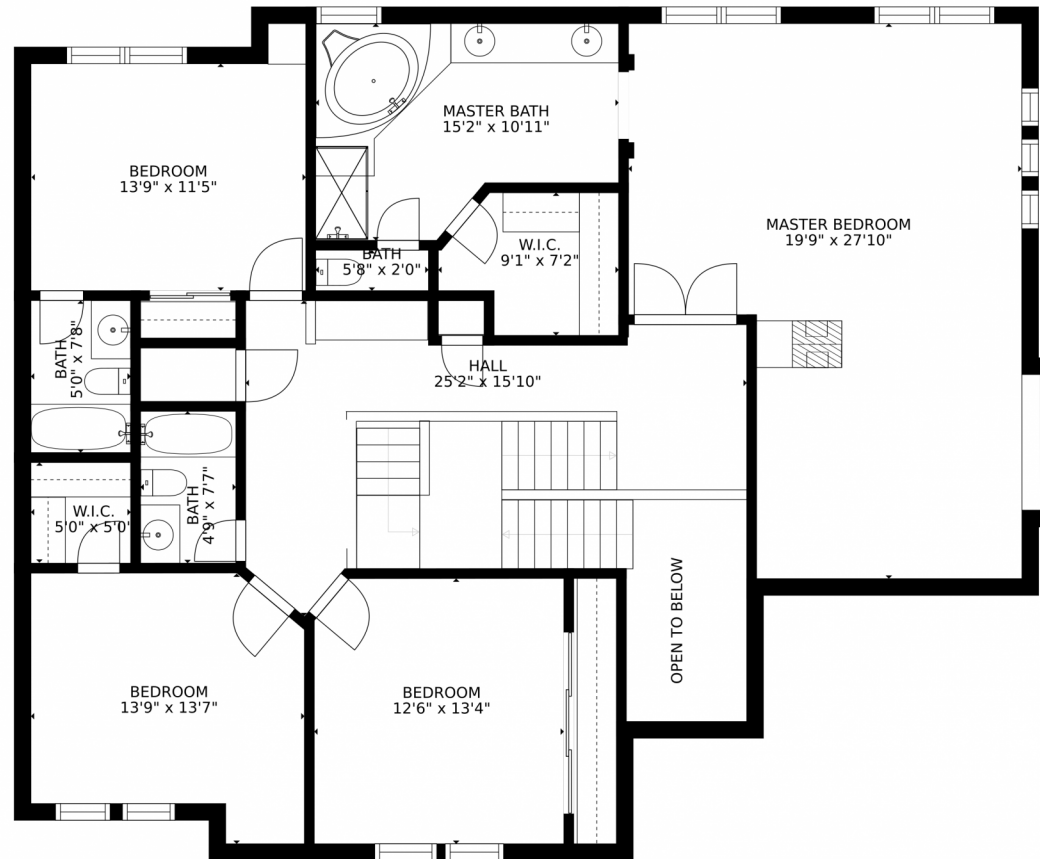 MASTER BATH
15'2" x 10'11"
BEDROOM
13'9" x 11'5"
MASTER BEDROOM
19'9" x 27'10"
W.I.C.
9'1" x 7'2"
BATH
5'8" x 2'0"
BATH
5'0" x 7'8"
HALL
25'2" x 15'10"
BATH
4'9" x 7'7"
W.I.C.
5'0" x 5'0"
OPEN TO BELOW
BEDROOM
13'9" x 13'7"
BEDROOM
12'6" x 13'4"